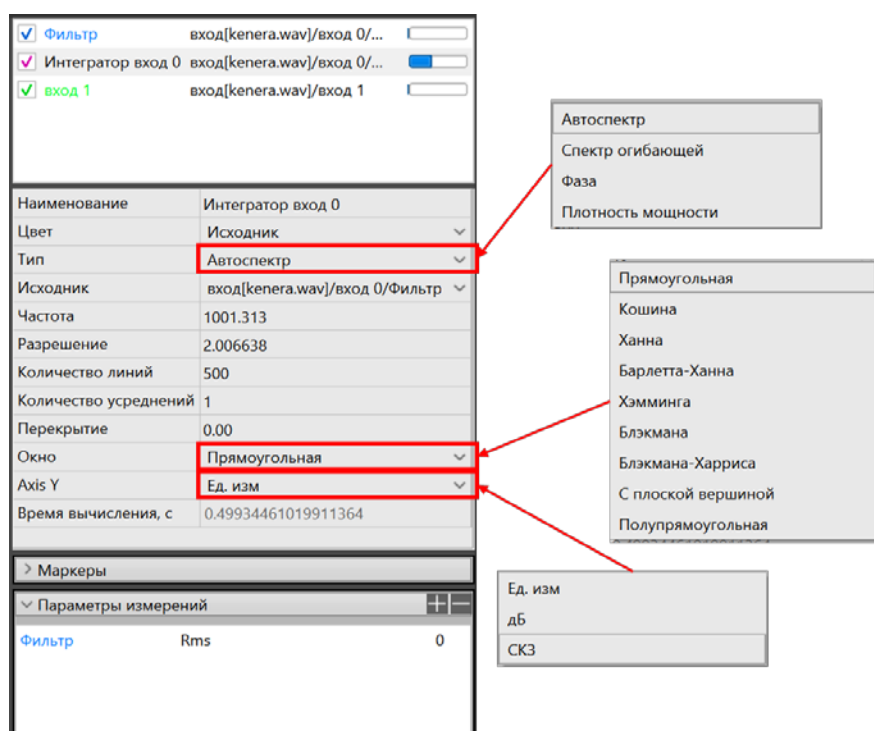 Фильтр вход[kenera.wav]/вход 0/...
Интегратор вход 0 вход[kenera.wav]/вход 0/...
вход 1 вход[kenera.wav]/вход 1
Наименование Интегратор вход 0
Цвет Исходник
Тип Автоспектр
Исходник вход[kenera.wav]/вход 0/Фильтр
Частота 1001.313
Разрешение 2.006638
Количество линий 500
Количество усреднений 1
Перекрытие 0.00
Окно Прямоугольная
Axis Y Ед. изм
Время вычисления, с 0.49934461019911364
Маркеры
Параметры измерений
Фильтр Rms 0
Автоспектр
Спектр огибающей
Фаза
Плотность мощности
Прямоугольная
Кошина
Ханна
Барлетта-Ханна
Хэмминга
Блэкмана
Блэкмана-Харриса
С плоской вершиной
Полупрямоугольная
Ед. изм
дБ
СКЗ